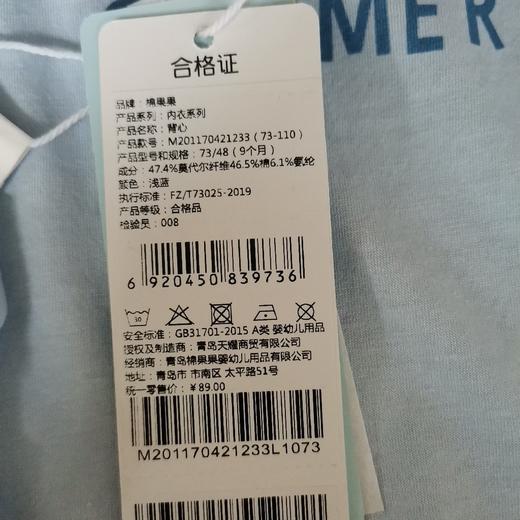 MER
合格证
品牌：棉果果
产品系列：内衣系列
产品名称：背心
产品款号：M201170421233（73-110）
产品型号和规格：73/48（9个月）
成分：47.4%莫代尔纤维46.5%棉6.1%氨纶
颜色：浅蓝
执行标准：FZ/T73025-2019
产品等级：合格品
检验员：008
6 920450 839736
30
安全标准：GB31701-2015 A类 婴幼儿用品
授权及制造商：青岛天耀商贸有限公司
经销商：青岛棉果果婴幼儿用品有限公司
地址：青岛市 市南区 太平路51号
统一零售价：¥89.00
M201170421233L1073